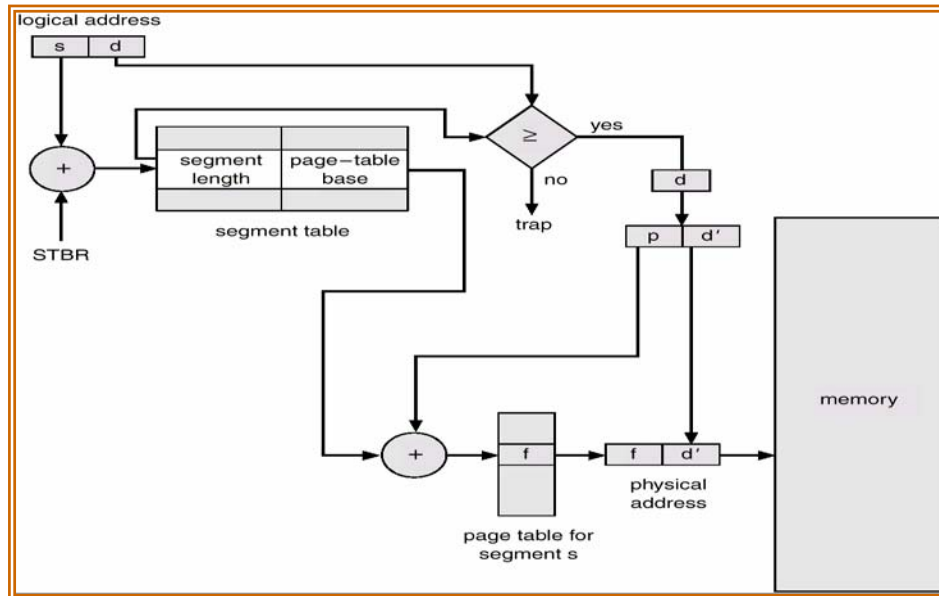 logical address
s d
+
STBR
segment length
page–table base
segment table
≥
yes
no
trap
d
p d′
+
f
page table for
segment s
f d′
physical
address
memory